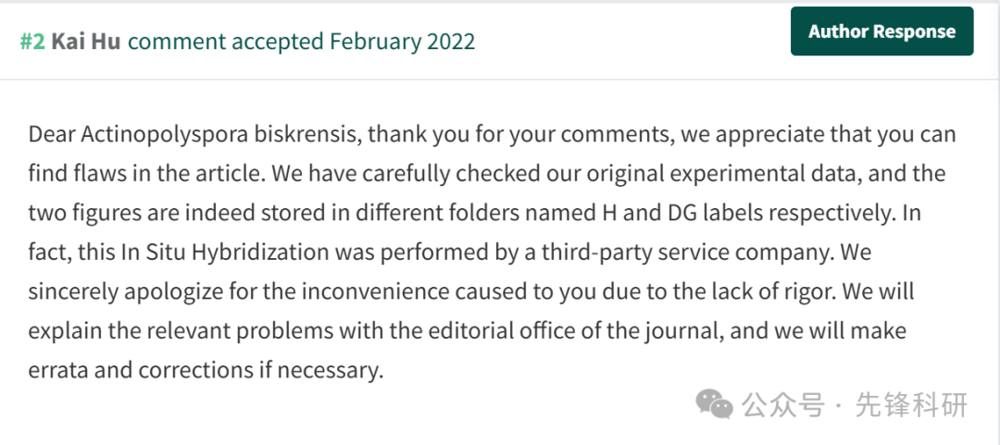 #2 Kai Hu comment accepted February 2022
Author Response
Dear Actinopolyspora biskrensis, thank you for your comments, we appreciate that you can
find flaws in the article. We have carefully checked our original experimental data, and the
two figures are indeed stored in different folders named H and DG labels respectively. In
fact, this In Situ Hybridization was performed by a third-party service company. We
sincerely apologize for the inconvenience caused to you due to the lack of rigor. We will
explain the relevant problems with the editorial office of the journal, and we will make
errata and corrections if necessary.
公众号 · 先锋科研